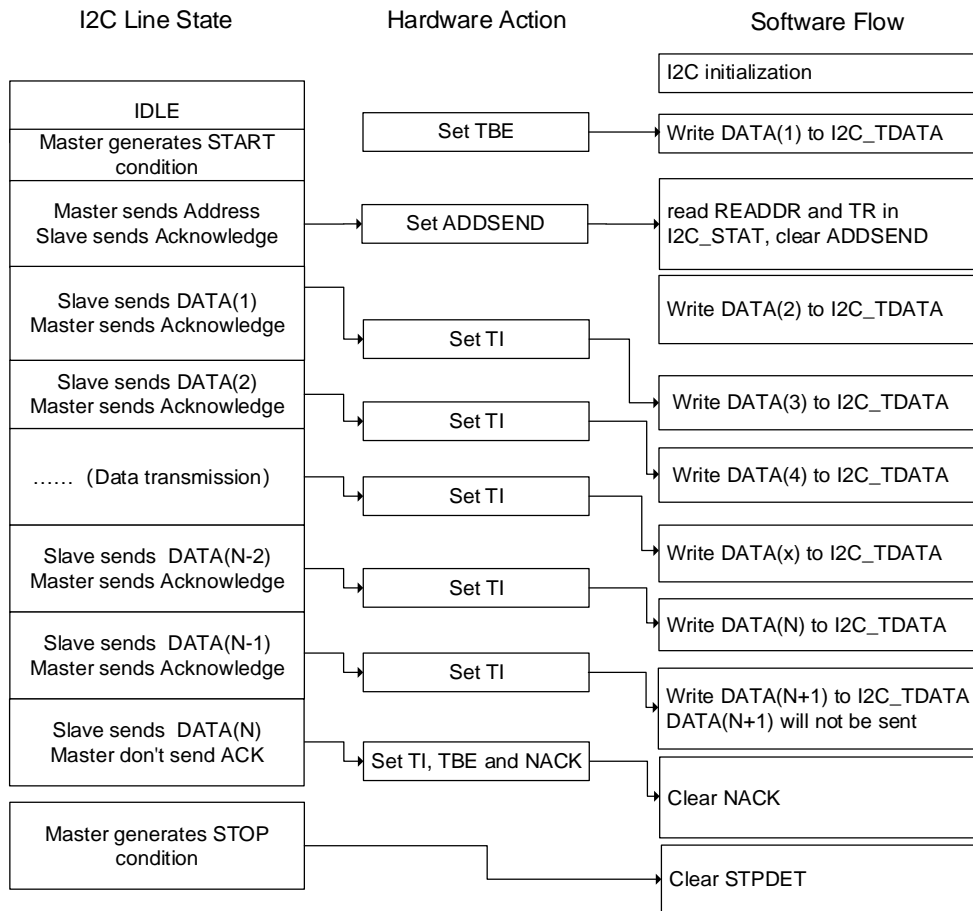 I2C Line State
Hardware Action
Software Flow
I2C initialization
IDLE
Master generates START
condition
Set TBE
Write DATA(1) to I2C_TDATA
Master sends Address
Slave sends Acknowledge
Set ADDSEND
read READDR and TR in
I2C_STAT, clear ADDSEND
Slave sends DATA(1)
Master sends Acknowledge
Set TI
Write DATA(2) to I2C_TDATA
Slave sends DATA(2)
Master sends Acknowledge
Set TI
Write DATA(3) to I2C_TDATA
…… (Data transmission)
Set TI
Write DATA(4) to I2C_TDATA
Write DATA(x) to I2C_TDATA
Slave sends DATA(N-2)
Master sends Acknowledge
Set TI
Write DATA(N) to I2C_TDATA
Slave sends DATA(N-1)
Master sends Acknowledge
Set TI
Write DATA(N+1) to I2C_TDATA
DATA(N+1) will not be sent
Slave sends DATA(N)
Master don't send ACK
Set TI, TBE and NACK
Clear NACK
Master generates STOP
condition
Clear STPDET